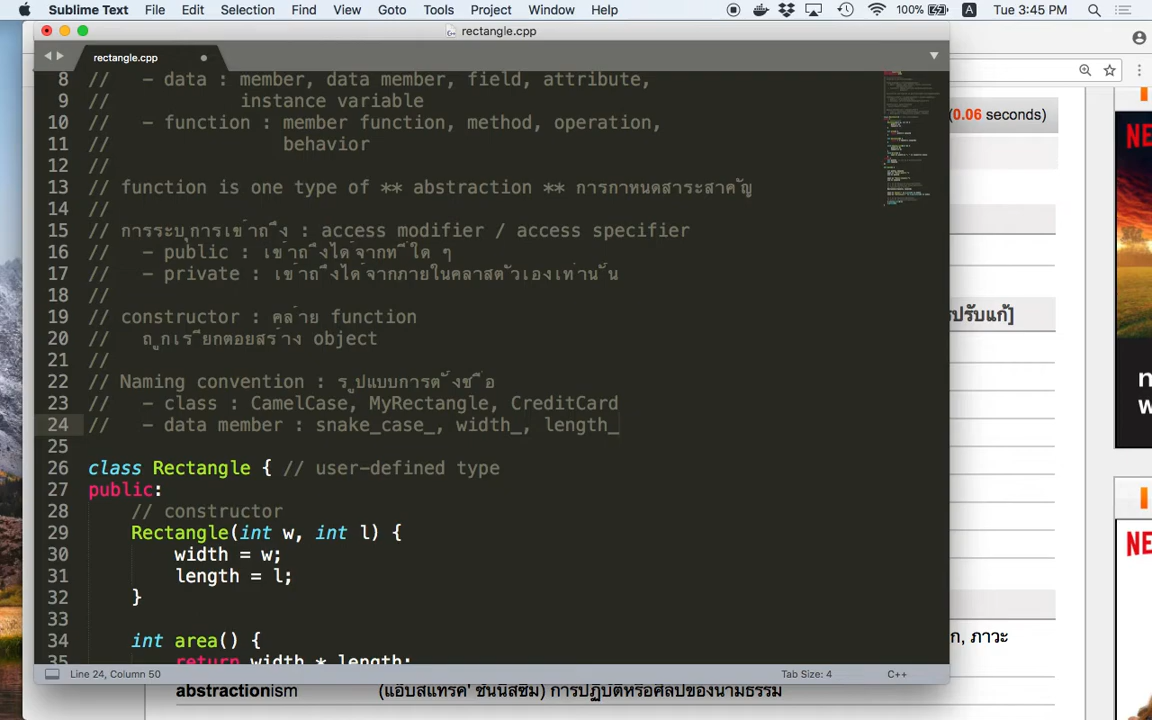 Sublime Text File Edit Selection Find View Goto Tools Project Window Help 100% A Tue 3:45 PM
rectangle.cpp
rectangle.cpp
8 // - data : member, data member, field, attribute,
9 // instance variable
10 // - function : member function, method, operation,
11 // behavior
12 //
13 // function is one type of ** abstraction ** การกำหนดสาระสำคัญ
14 //
15 // การระบุการเข้าถึง : access modifier / access specifier
16 // - public : เข้าถึงได้จากที่ใด ๆ
17 // - private : เข้าถึงได้จากภายในคลาสตัวเองเท่านั้น
18 //
19 // constructor : คล้าย function
20 // ถูกเรียกตอยสร้าง object
21 //
22 // Naming convention : รูปแบบการตั้งชื่อ
23 // - class : CamelCase, MyRectangle, CreditCard
24 // - data member : snake_case_, width_, length_
25
26 class Rectangle { // user-defined type
27 public:
28 // constructor
29 Rectangle(int w, int l) {
30 width = w;
31 length = l;
32 }
33
34 int area() {
35 return width * length;
Line 24, Column 50 Tab Size: 4 C++
(0.06 seconds)
รปรับแก้]
NE
NE
ก, ภาวะ
abstractionism (แอ็บสแทรค' ชันนิสซึม) การปฏิบัติหรือศิลปของนามธรรม